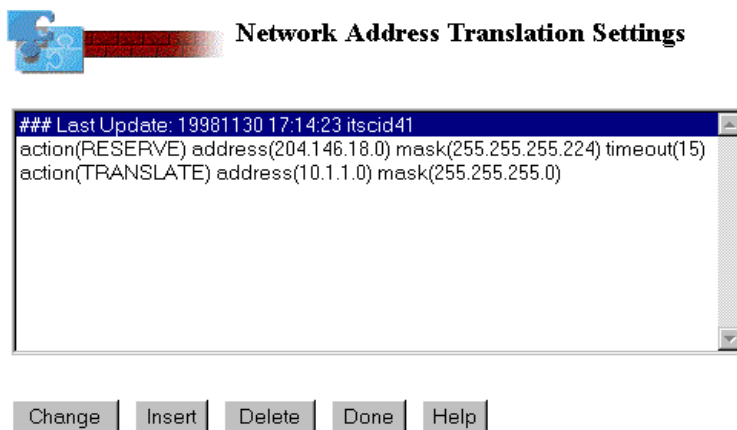 Network Address Translation Settings
### Last Update: 19981130 17:14:23 itscid41
action(RESERVE) address(204.146.18.0) mask(255.255.255.224) timeout(15)
action(TRANSLATE) address(10.1.1.0) mask(255.255.255.0)
Change Insert Delete Done Help